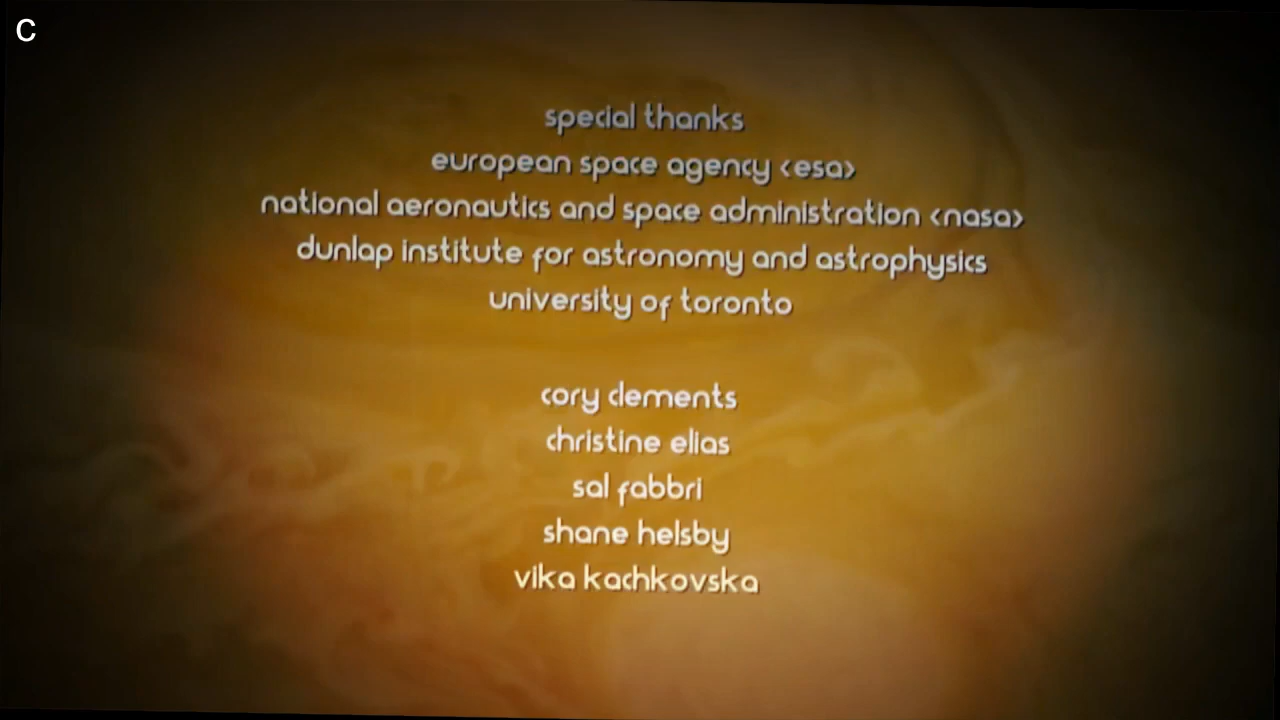 C
special thanks
european space agency <esa>
national aeronautics and space administration <nasa>
dunlap institute for astronomy and astrophysics
university of toronto
cory clements
christine elias
sal fabbri
shane helsby
vika kachkovska